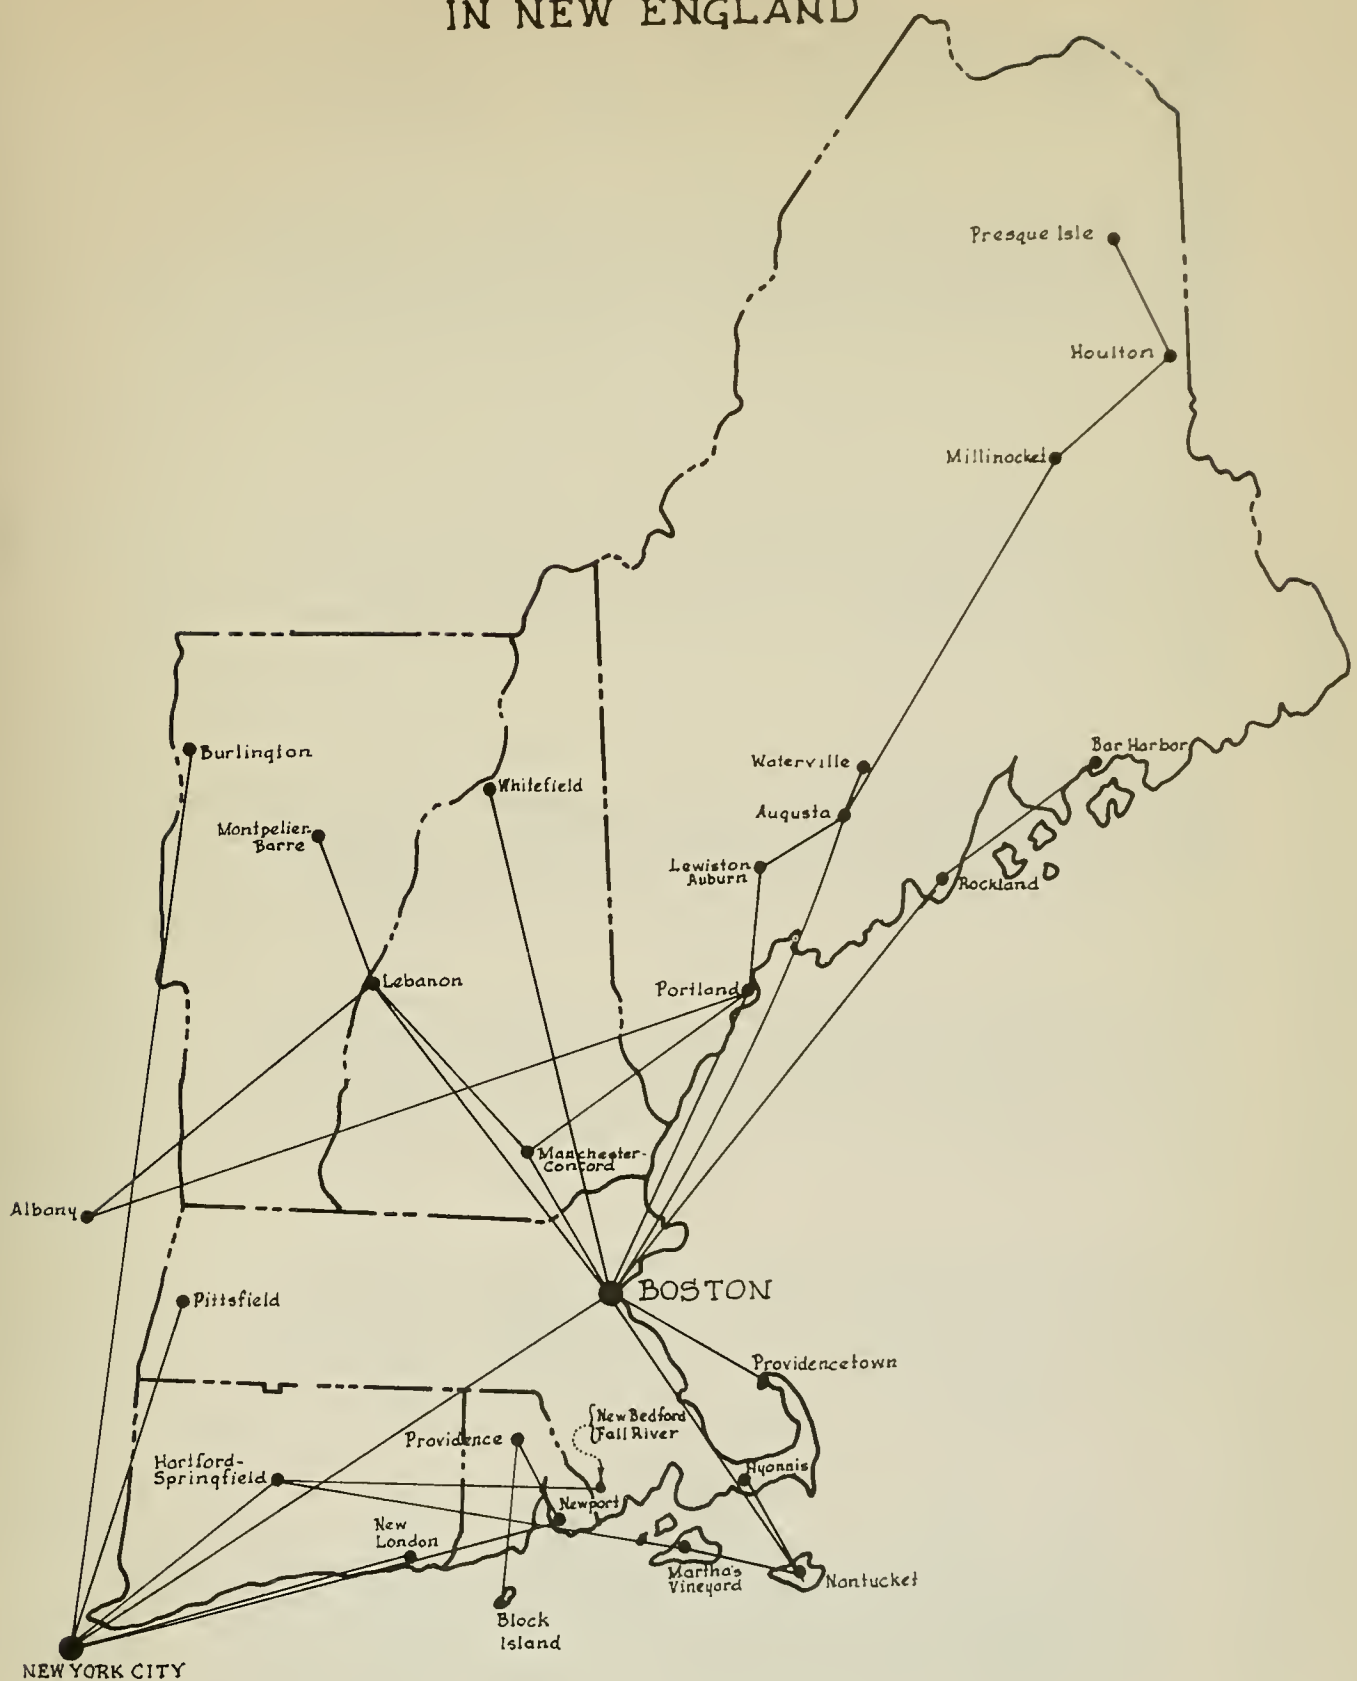 IN NEW ENGLAND
Presque Isle
Houlton
Millinocket
Burlington
Whitefield
Waterville
Bar Harbor
Montpelier-
Barre
Augusta
Lewiston
Auburn
Rockland
Lebanon
Portland
Manchester-
Concord
Albany
Pittsfield
BOSTON
Providencetown
New Bedford
Fall River
Providence
Hartford-
Springfield
Hyannis
Newport
New
London
Martha's
Vineyard
Nantucket
Block
Island
NEW YORK CITY